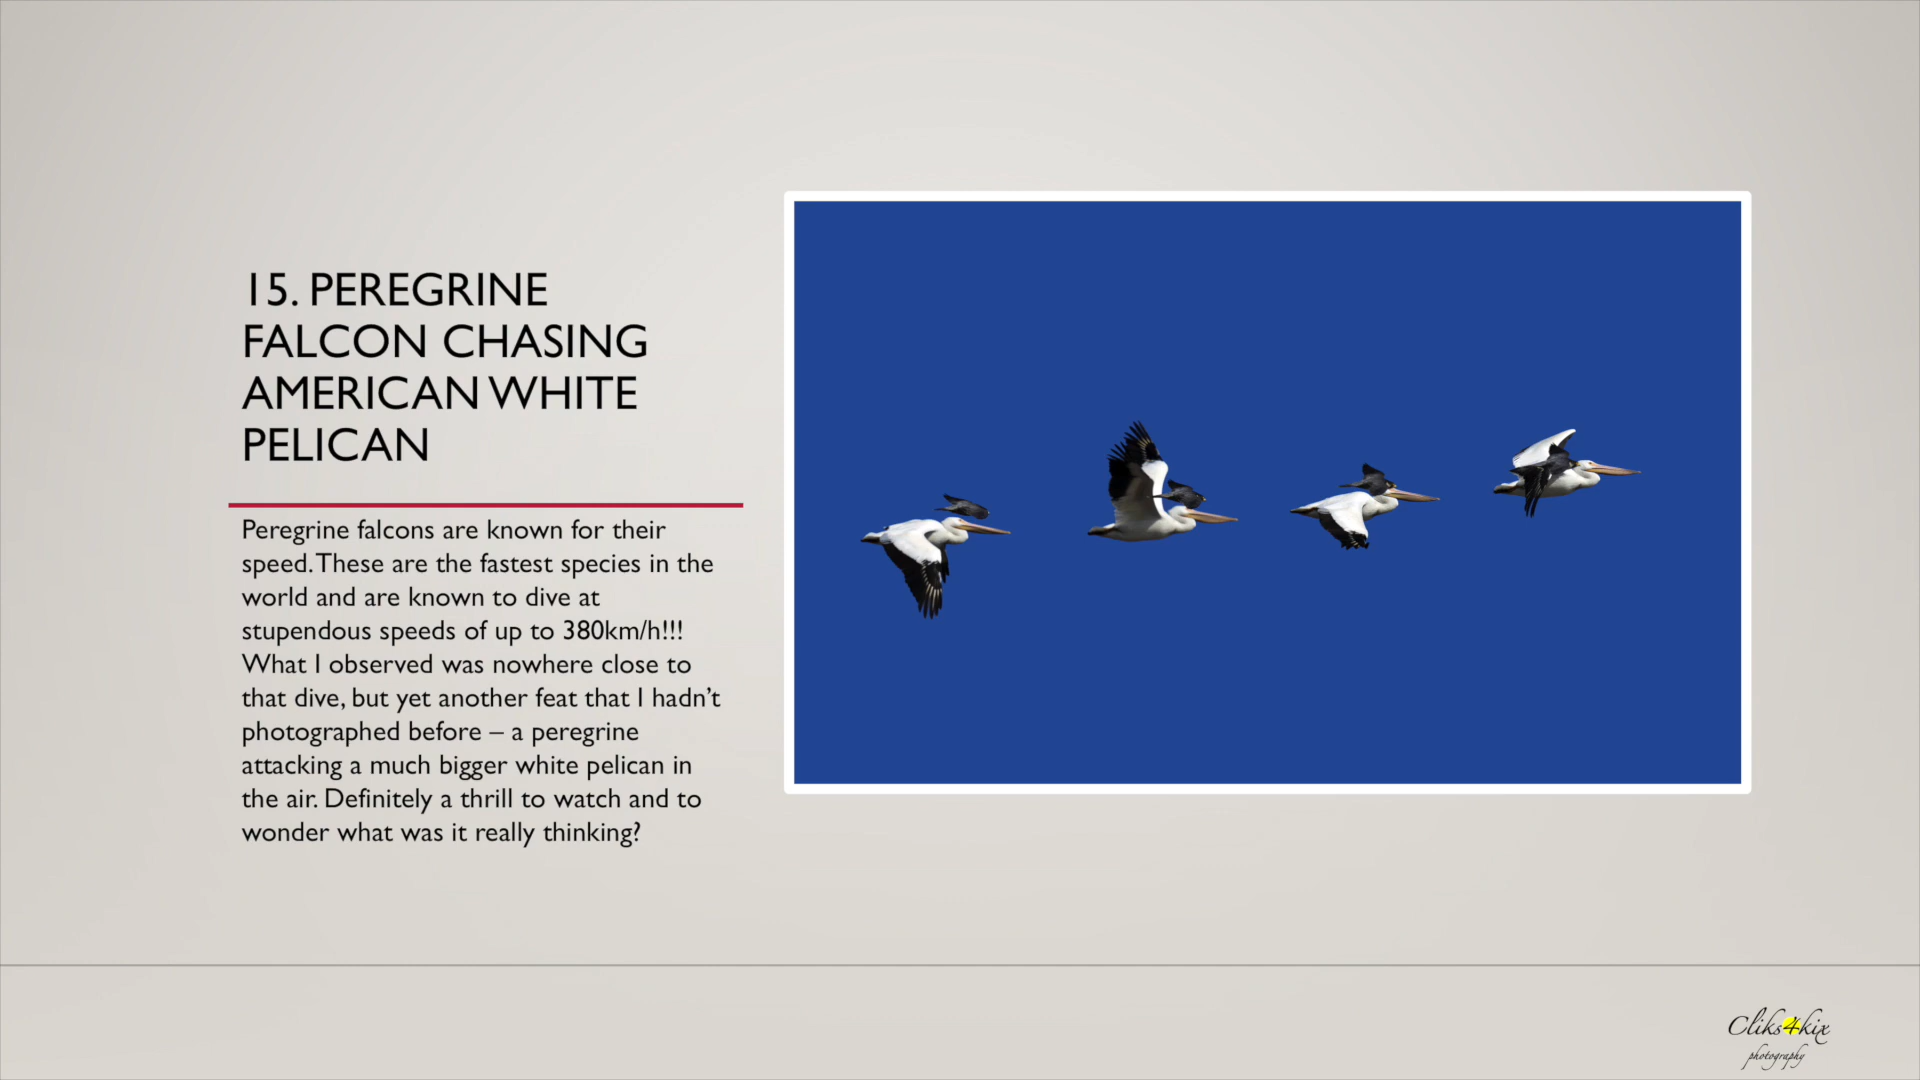 15. PEREGRINE
FALCON CHASING
AMERICAN WHITE
PELICAN
Peregrine falcons are known for their
speed. These are the fastest species in the
world and are known to dive at
stupendous speeds of up to 380km/h!!!
What I observed was nowhere close to
that dive, but yet another feat that I hadn’t
photographed before – a peregrine
attacking a much bigger white pelican in
the air. Definitely a thrill to watch and to
wonder what was it really thinking?
Cliks4kix
photography